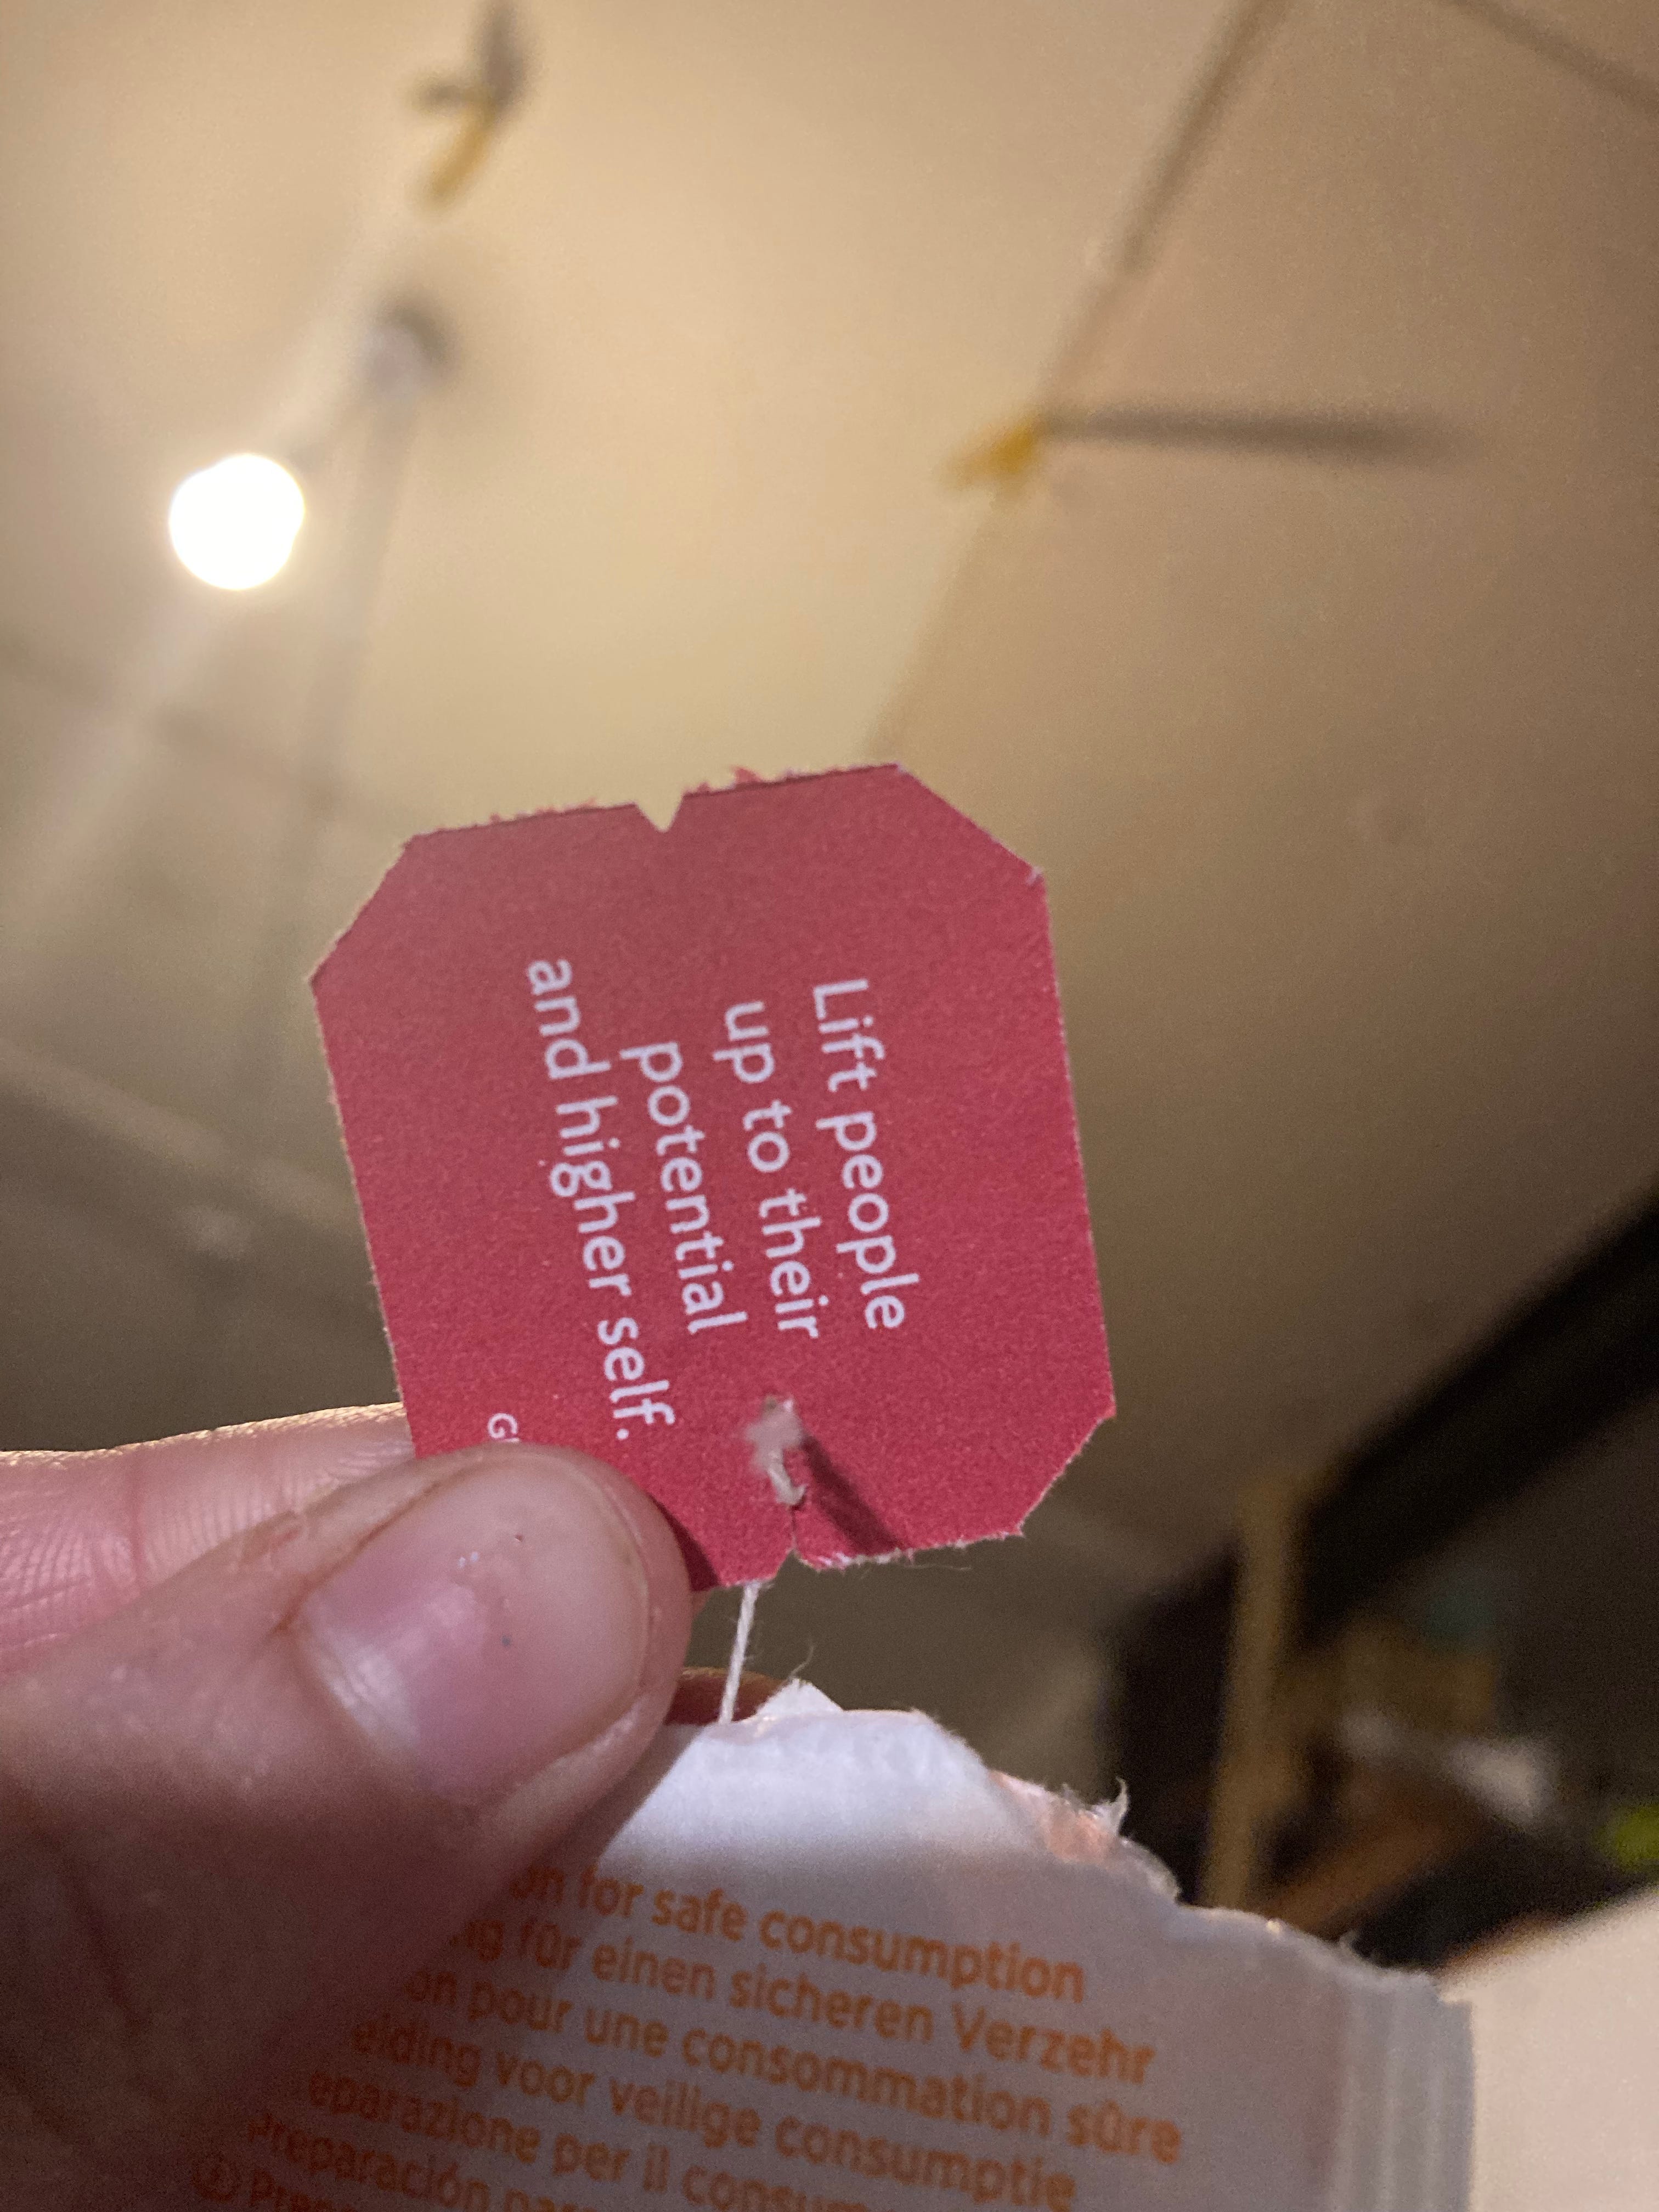 Lift people
up to their
potential
and higher self.
for safe consumption
für einen sicheren Verzehr
pour une consommation sûre
voor veilige consumptie
per il
Preparación